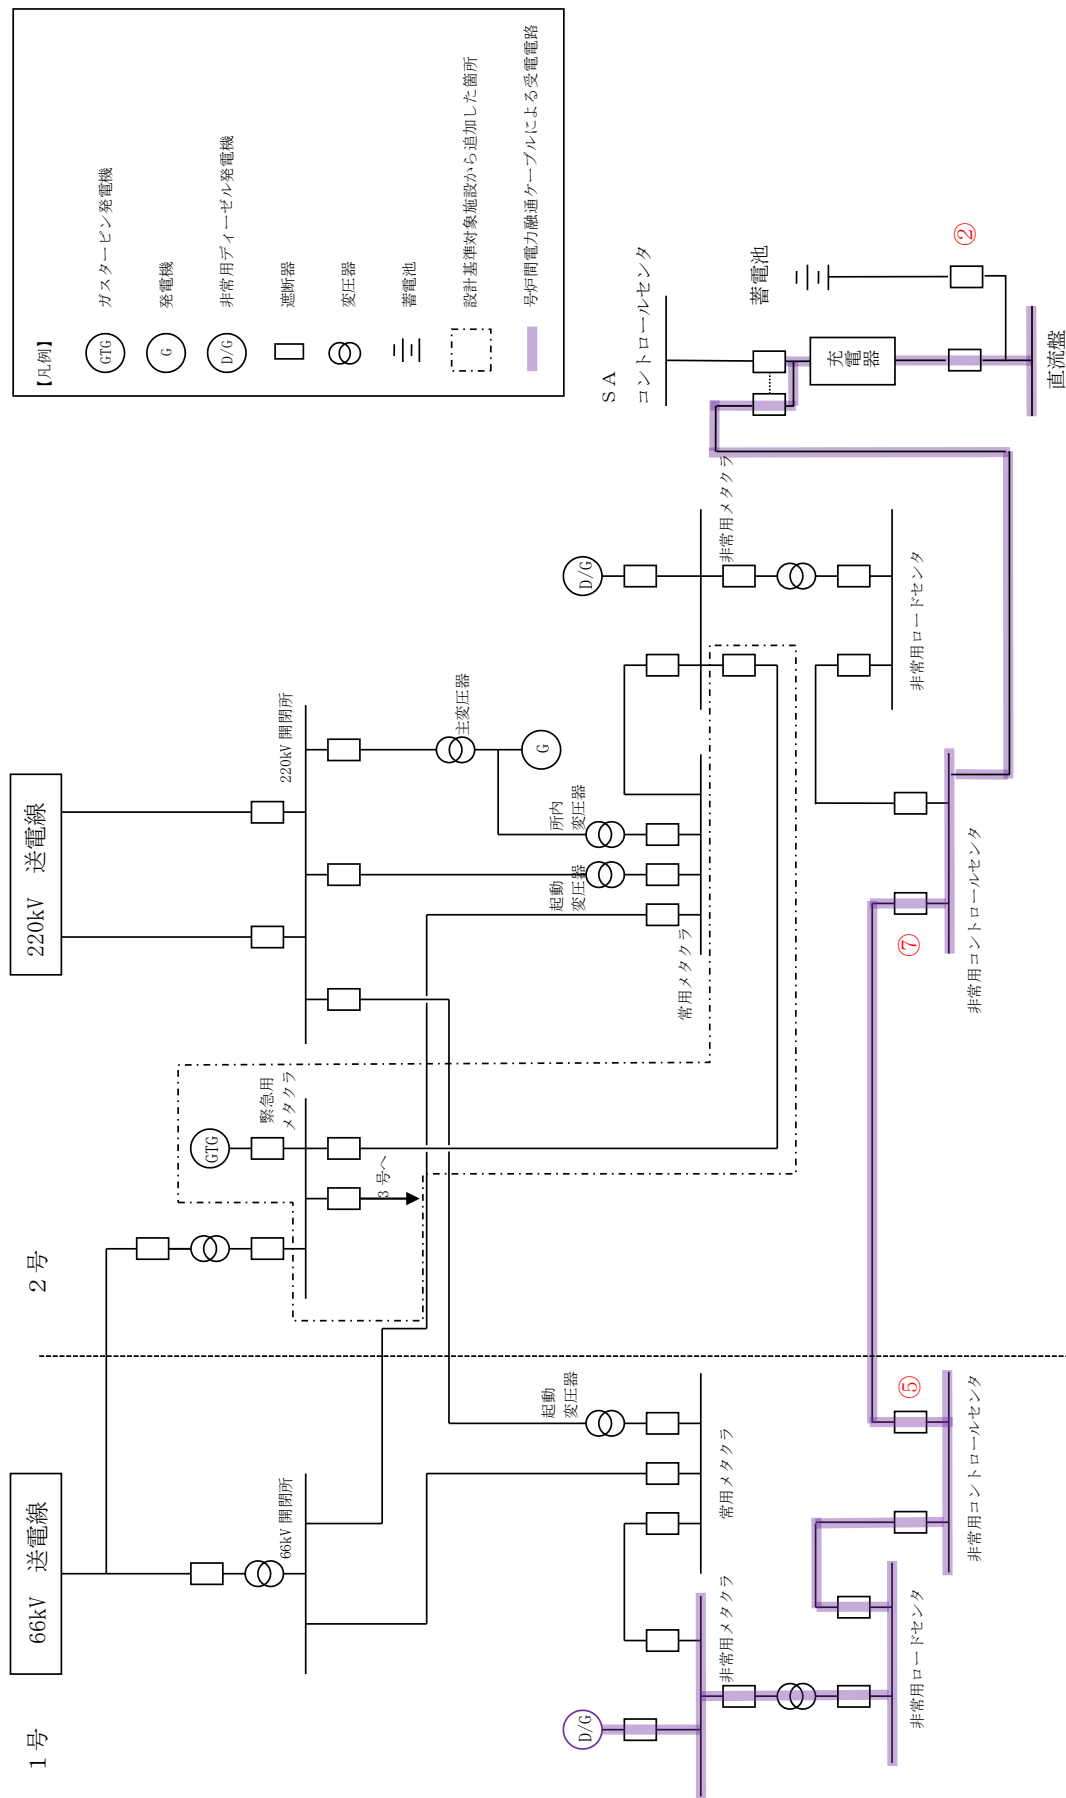 【凡例】
GTG ガスタービン発電機
G 発電機
D/G 非常用ディーゼル発電機
遮断器
変圧器
蓄電池
設計基準対象施設から追加した箇所
号炉間電力融通ケーブルによる受電電路
1号
2号
66kV 送電線
220kV 送電線
66kV 開閉所
220kV 開閉所
GTG
緊急用
メタクラ
3号へ
主変圧器
G
所内
変圧器
起動
変圧器
常用メタクラ
起動
変圧器
常用メタクラ
D/G
非常用メタクラ
非常用ロードセンタ
非常用コントロールセンタ
⑤
D/G
非常用メタクラ
非常用ロードセンタ
非常用コントロールセンタ
⑦
SA
コントロールセンタ
蓄電池
②
充電器
直流盤